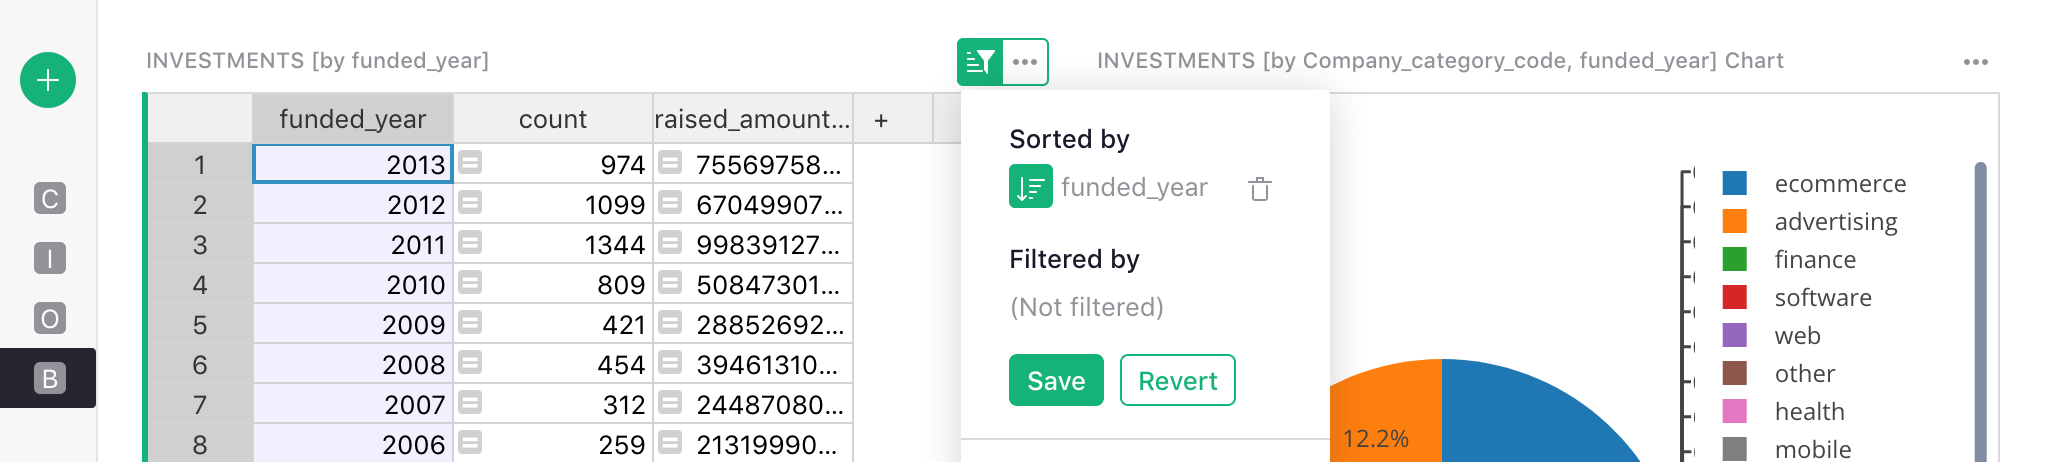 INVESTMENTS [by funded_year]
INVESTMENTS [by Company_category_code, funded_year] Chart
funded_year count raised_amount... +
1 2013 974 75569758...
2 2012 1099 67049907...
3 2011 1344 99839127...
4 2010 809 50847301...
5 2009 421 28852692...
6 2008 454 39461310...
7 2007 312 24487080...
8 2006 259 21319990...
C
I
O
B
Sorted by
funded_year
Filtered by
(Not filtered)
Save Revert
12.2%
ecommerce
advertising
finance
software
web
other
health
mobile